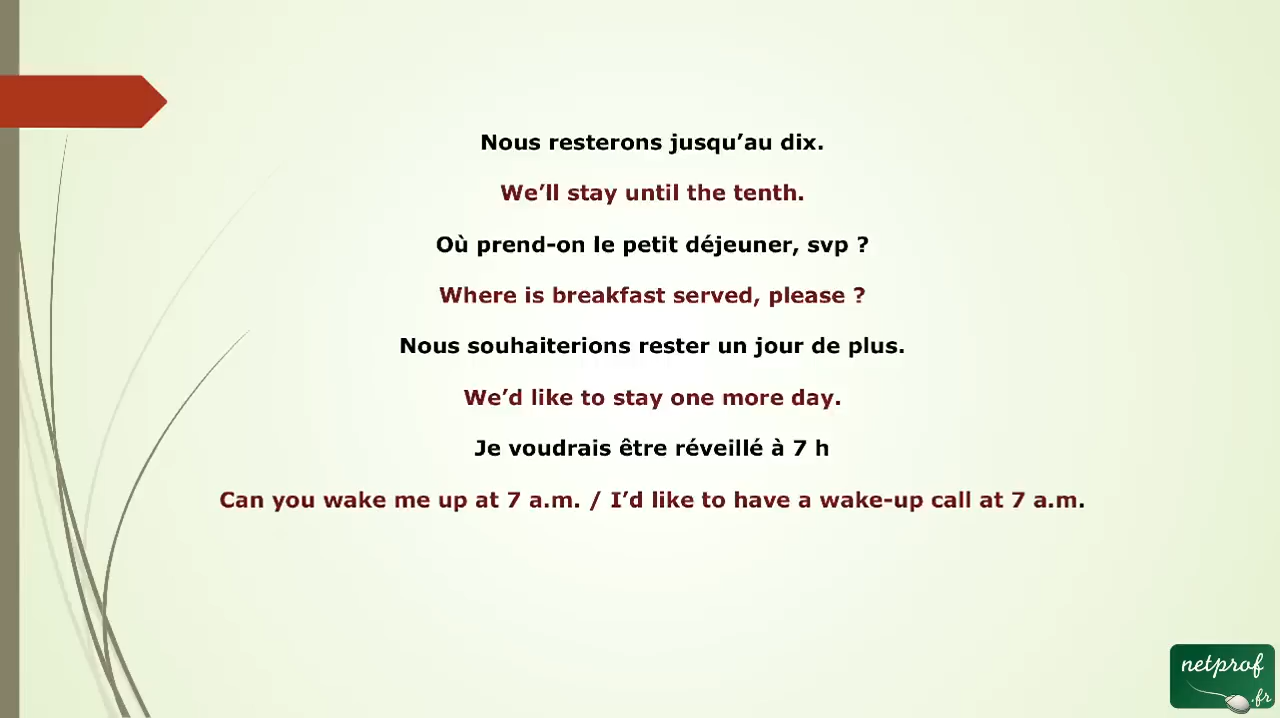 Nous resterons jusqu’au dix.
We’ll stay until the tenth.
Où prend-on le petit déjeuner, svp ?
Where is breakfast served, please ?
Nous souhaiterions rester un jour de plus.
We’d like to stay one more day.
Je voudrais être réveillé à 7 h
Can you wake me up at 7 a.m. / I’d like to have a wake-up call at 7 a.m.
netprof
.fr